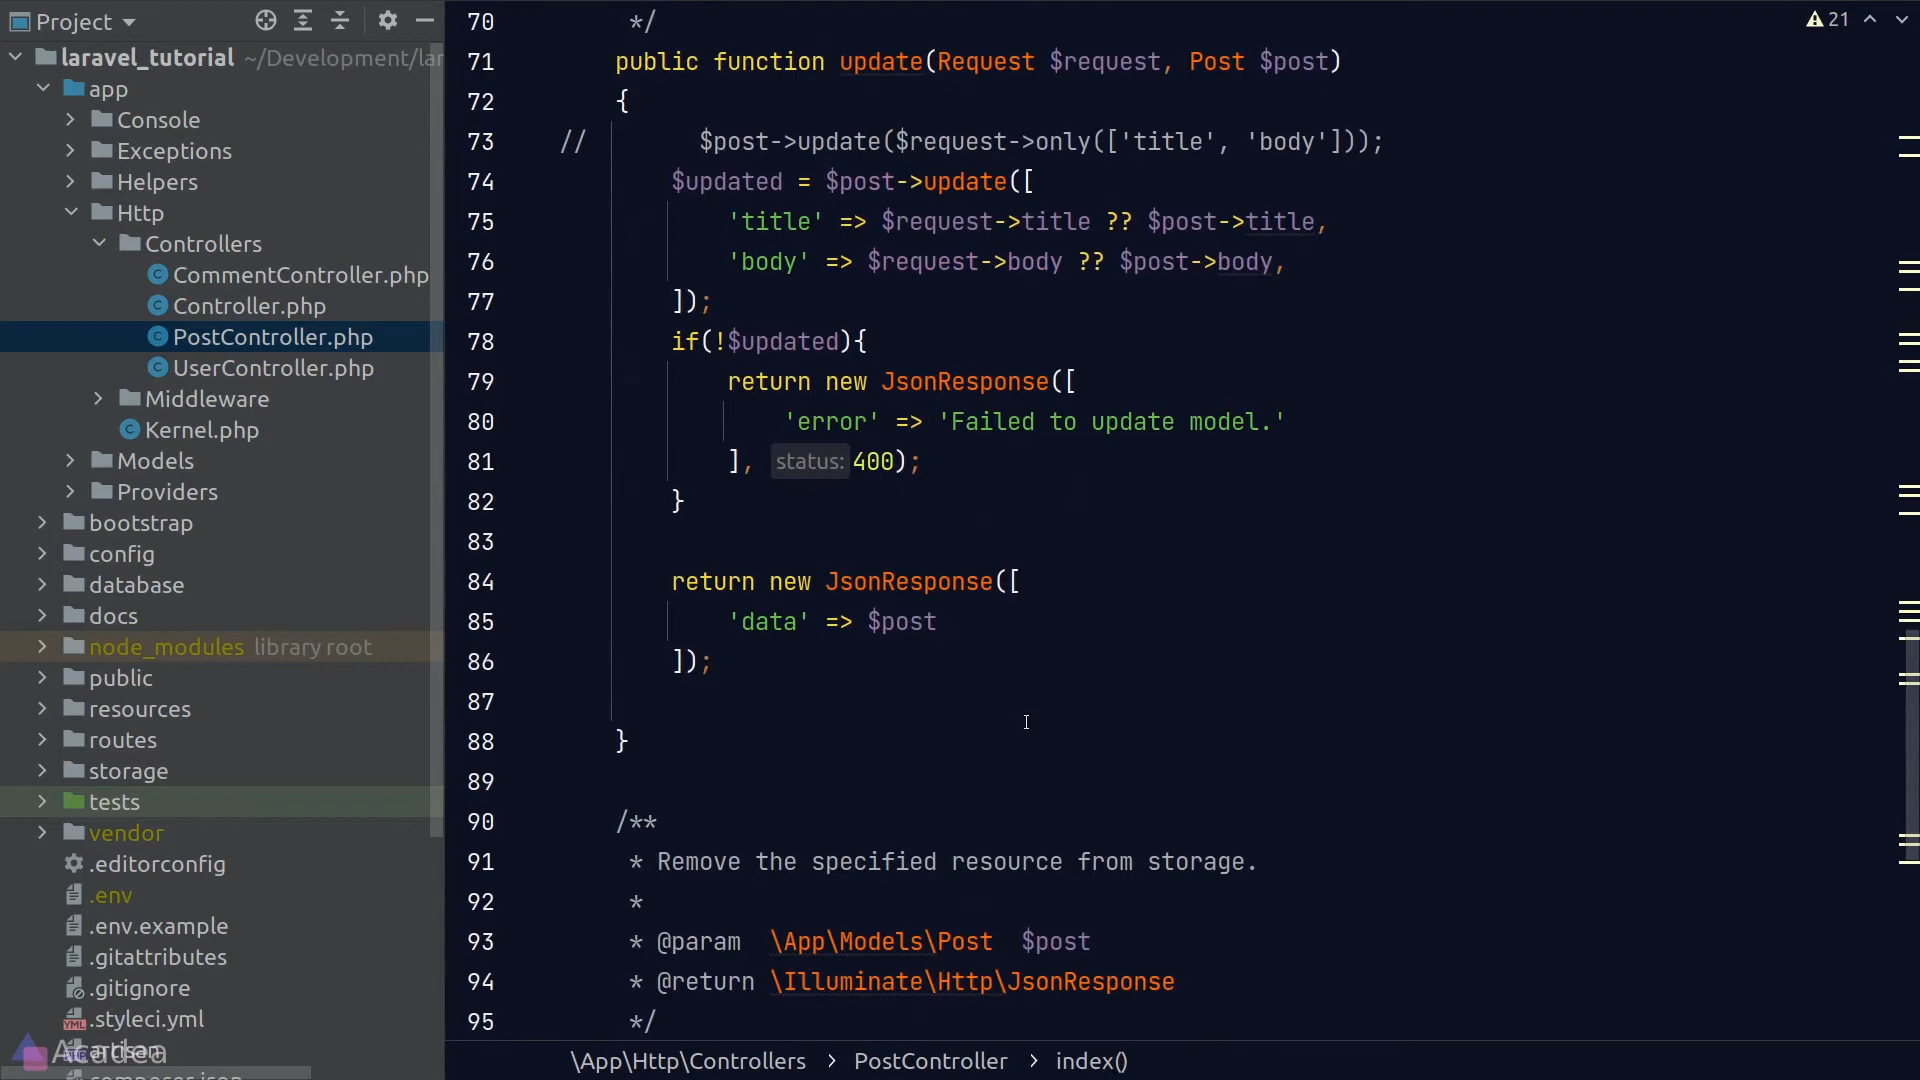 Project
laravel_tutorial ~/Development/lar
app
Console
Exceptions
Helpers
Http
Controllers
CommentController.php
Controller.php
PostController.php
UserController.php
Middleware
Kernel.php
Models
Providers
bootstrap
config
database
docs
node_modules library root
public
resources
routes
storage
tests
vendor
.editorconfig
.env
.env.example
.gitattributes
.gitignore
.styleci.yml
artisan
composer.json
Acadea
21
70 */
71 public function update(Request $request, Post $post)
72 {
73 // $post->update($request->only(['title', 'body']));
74 $updated = $post->update([
75 'title' => $request->title ?? $post->title,
76 'body' => $request->body ?? $post->body,
77 ]);
78 if(!$updated){
79 return new JsonResponse([
80 'error' => 'Failed to update model.'
81 ], status: 400);
82 }
83
84 return new JsonResponse([
85 'data' => $post
86 ]);
87
88 }
89
90 /**
91 * Remove the specified resource from storage.
92 *
93 * @param \App\Models\Post $post
94 * @return \Illuminate\Http\JsonResponse
95 */
\App\Http\Controllers > PostController > index()